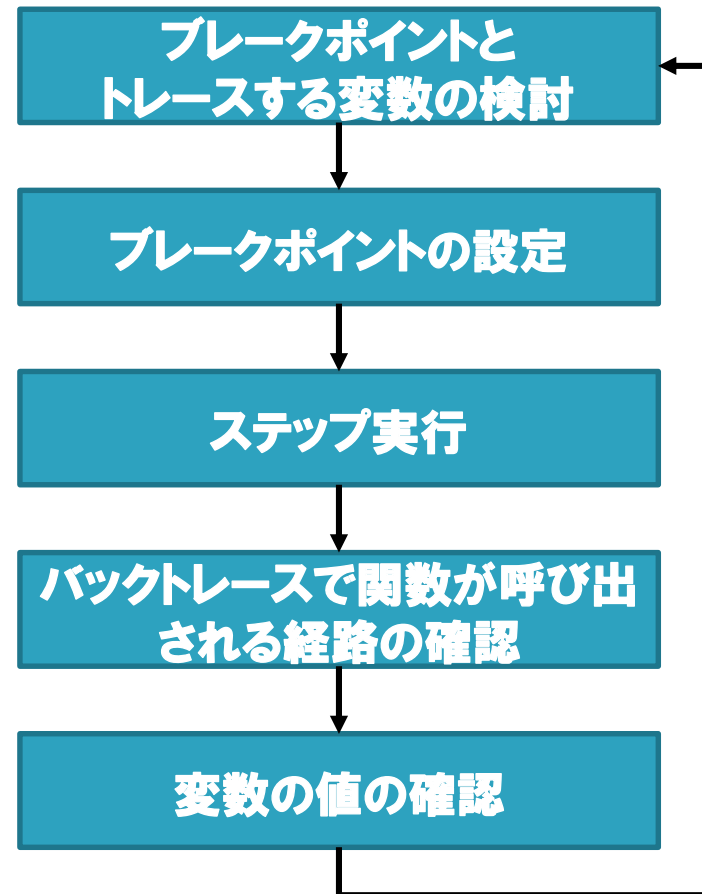 ブレークポイントと
トレースする変数の検討
ブレークポイントの設定
ステップ実行
バックトレースで関数が呼び出
される経路の確認
変数の値の確認